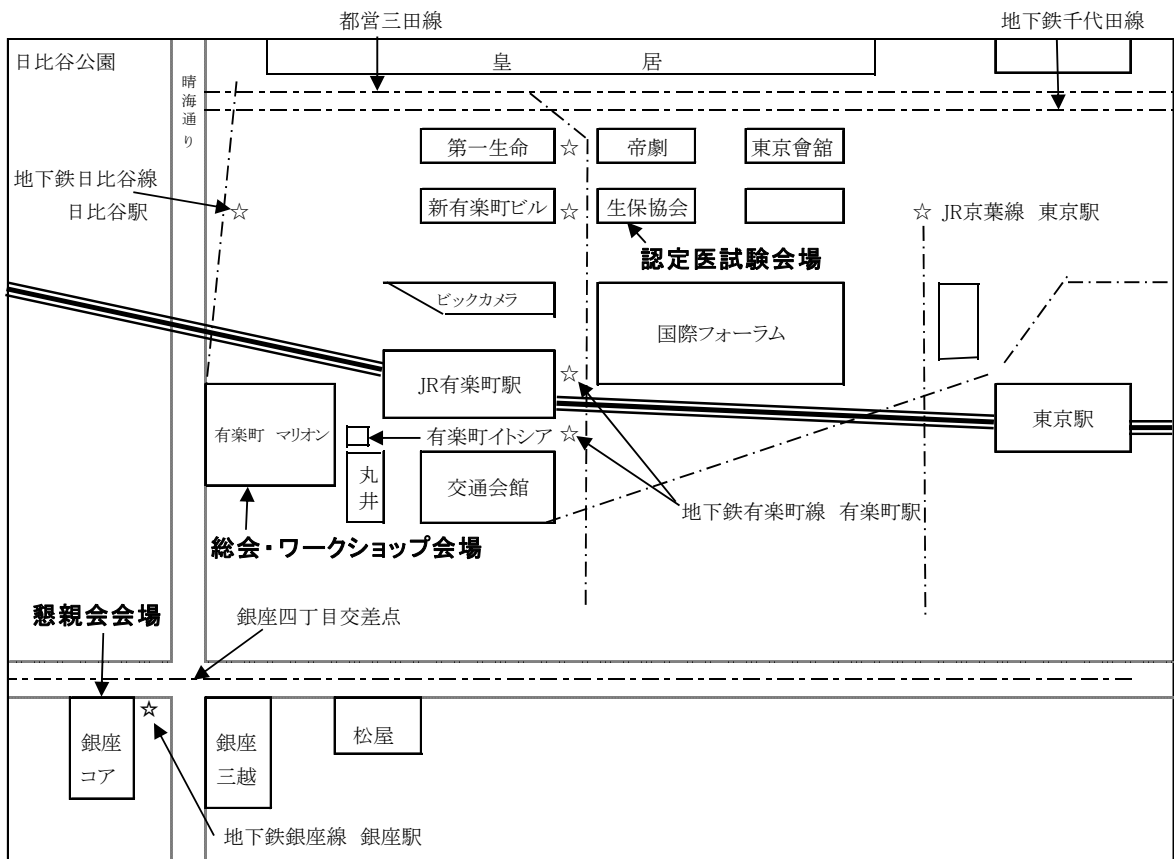 都営三田線
地下鉄千代田線
日比谷公園
皇 居
晴海通り
第一生命
☆
帝劇
東京會舘
地下鉄日比谷線
日比谷駅
☆
新有楽町ビル
☆
生保協会
☆ JR京葉線 東京駅
認定医試験会場
ビックカメラ
国際フォーラム
JR有楽町駅
☆
東京駅
有楽町 マリオン
有楽町イトシア
☆
丸井
交通会館
地下鉄有楽町線 有楽町駅
総会・ワークショップ会場
懇親会会場
銀座四丁目交差点
☆
銀座
コア
銀座
三越
松屋
地下鉄銀座線 銀座駅